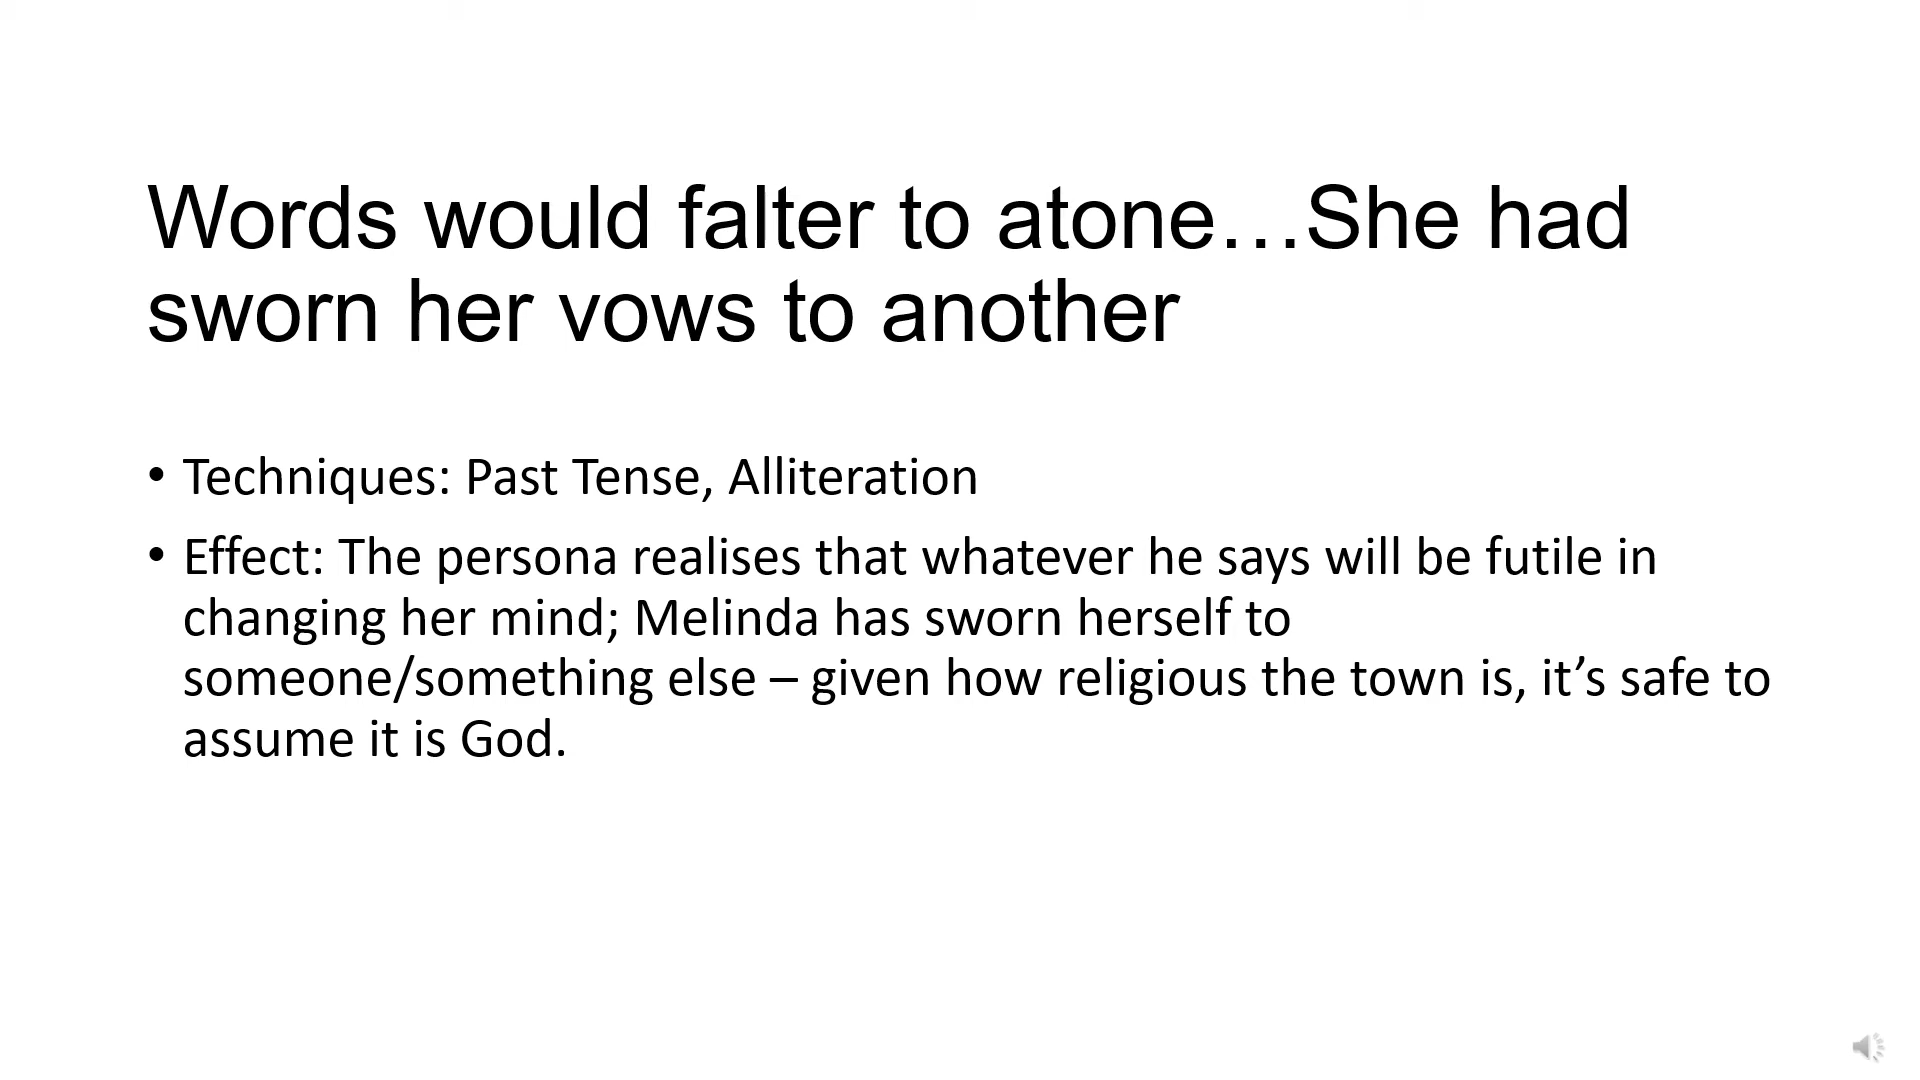 Words would falter to atone…She had
sworn her vows to another
• Techniques: Past Tense, Alliteration
• Effect: The persona realises that whatever he says will be futile in
changing her mind; Melinda has sworn herself to
someone/something else – given how religious the town is, it’s safe to
assume it is God.